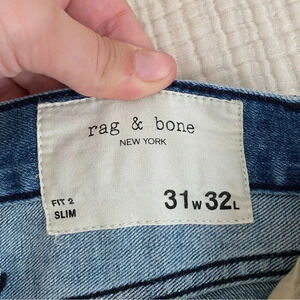 rag & bone
NEW YORK
FIT 2
SLIM
31W 32L